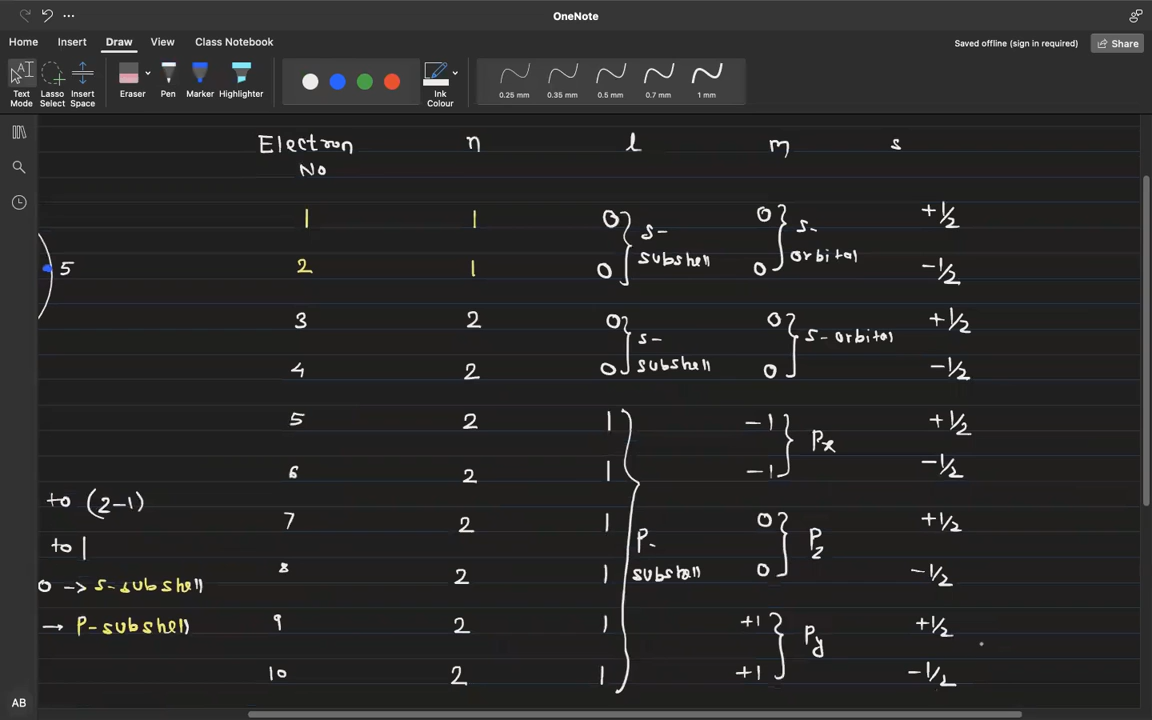 OneNote
Home Insert Draw View Class Notebook
Saved offline (sign in required) Share
Text Mode
Lasso Select
Insert Space
Eraser
Pen
Marker
Highlighter
Ink Colour
0.25 mm 0.35 mm 0.5 mm 0.7 mm 1 mm
Electron No n l m s
1 1 0 0 +1/2
s- subshell
s- orbital
5
2 1 0 0 -1/2
3 2 0 0 +1/2
s- subshell
s-orbital
4 2 0 0 -1/2
5 2 1 -1 +1/2
Px
6 2 1 -1 -1/2
to (2-1)
7 2 1 0 +1/2
P- subshell
Pz
to 1
8 2 1 0 -1/2
0 -> s-subshell
9 2 1 +1 +1/2
→ P-subshell
Py
10 2 1 +1 -1/2
AB